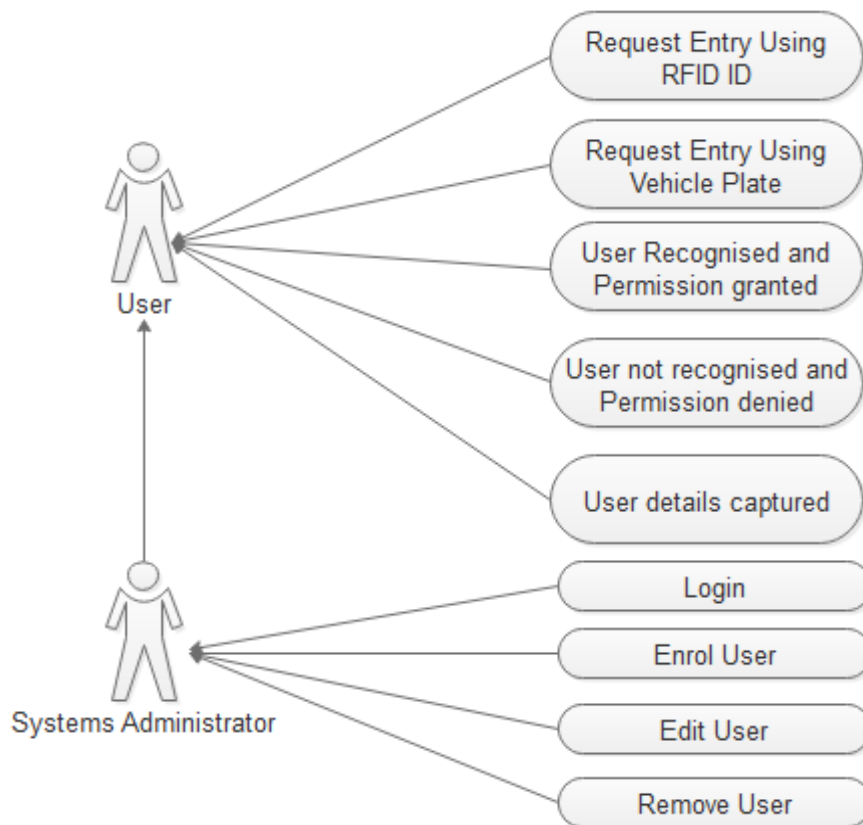 Request Entry Using
RFID ID
Request Entry Using
Vehicle Plate
User Recognised and
Permission granted
User
User not recognised and
Permission denied
User details captured
Login
Enrol User
Systems Administrator
Edit User
Remove User